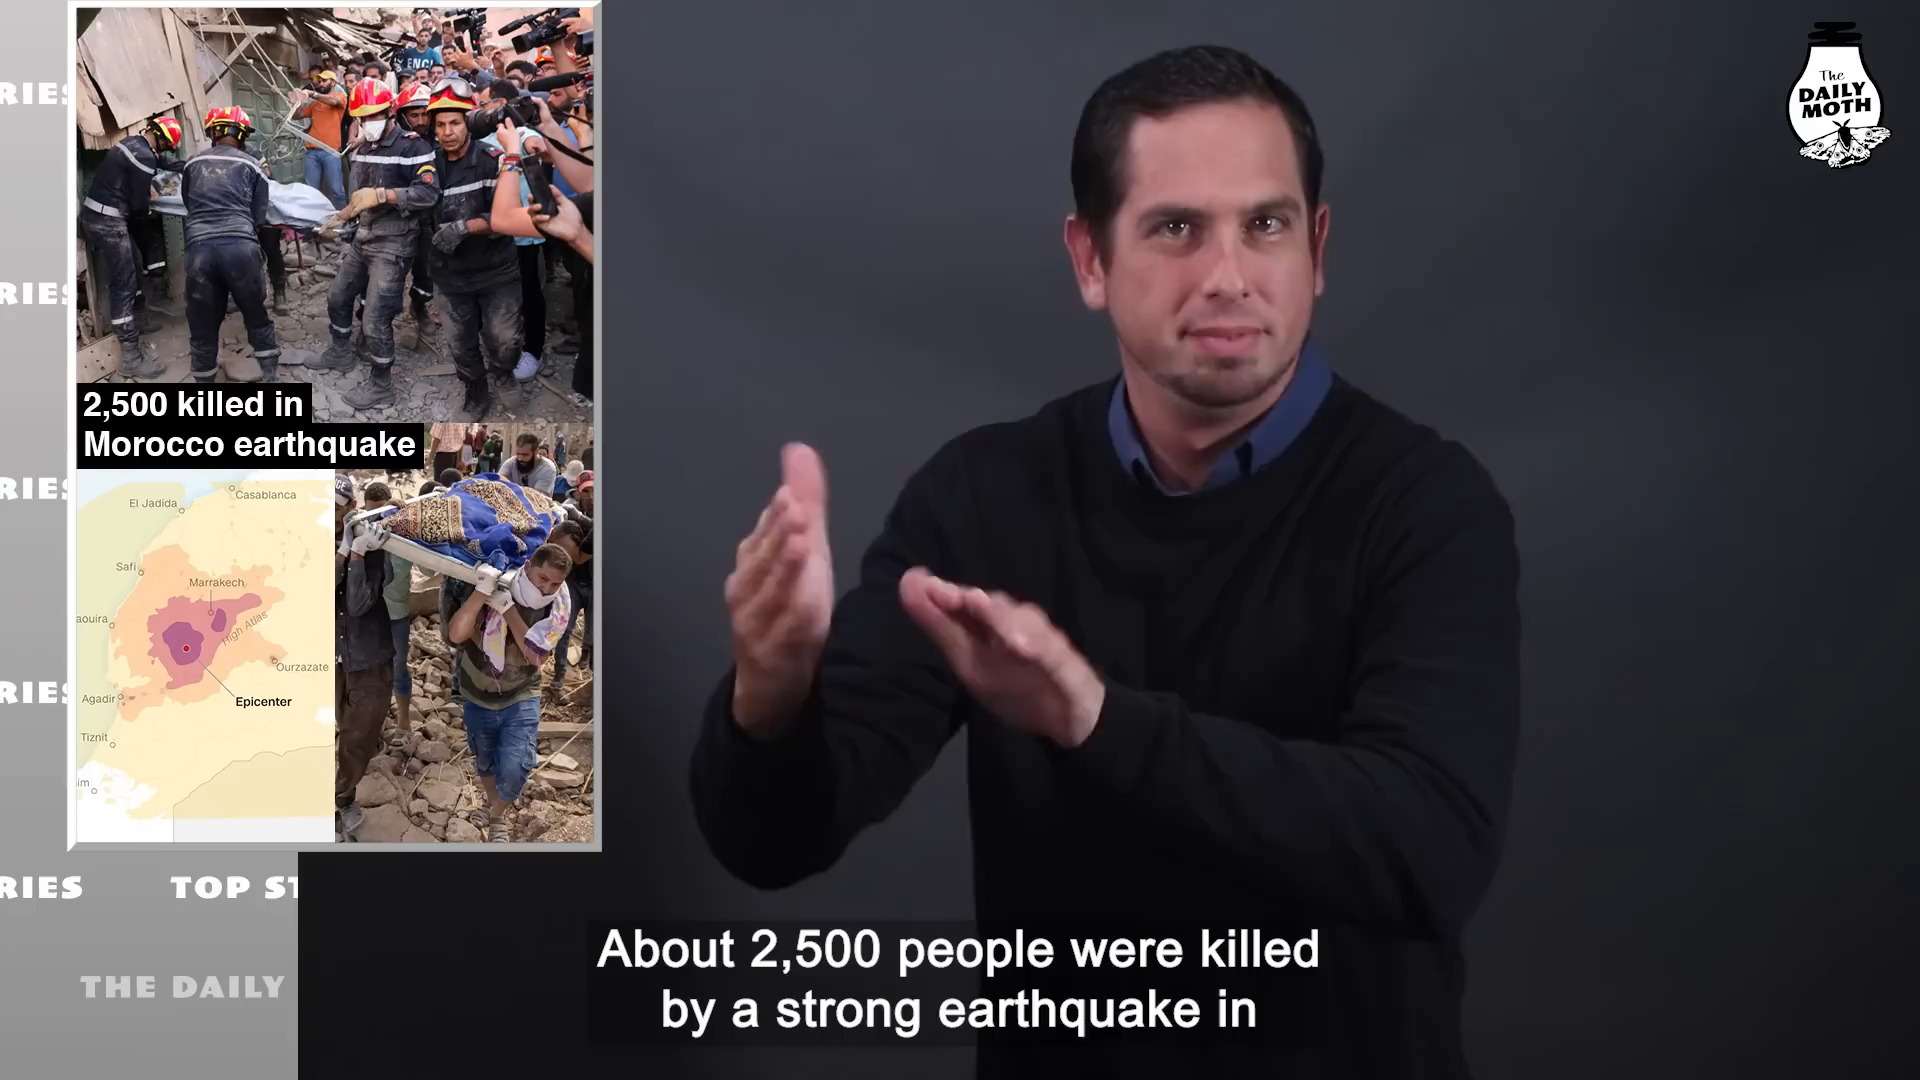 The
DAILY
MOTH
ENGL
RIES
RIES
RIES
RIES
2,500 killed in
Morocco earthquake
Casablanca
El Jadida
Safi
Marrakech
aouira
High Atlas
Ourzazate
Agadir
Epicenter
Tiznit
im
RIES TOP ST
THE DAILY
About 2,500 people were killed
by a strong earthquake in